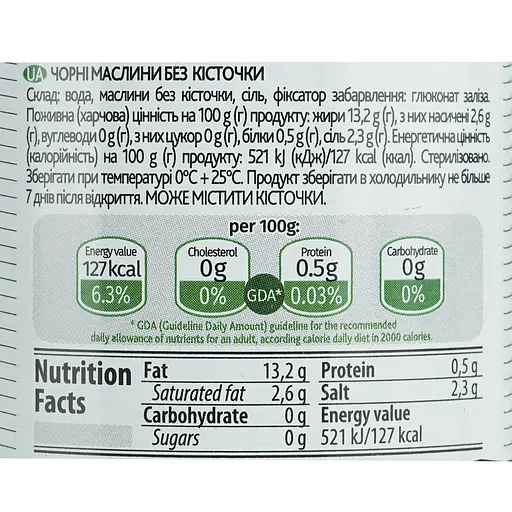 UA ЧОРНІ МАСЛИНИ БЕЗ КІСТОЧКИ
Склад: вода, маслини без кісточки, сіль, фіксатор забарвлення: глюконат заліза.
Поживна (харчова) цінність на 100 g (г) продукту: жири 13,2 g (г), з них насичені 2,6 g
(г), вуглеводи 0 g (г), з них цукор 0 g (г), білки 0,5 g (г), сіль 2,3 g (г). Енергетична цінність
(калорійність) на 100 g (г) продукту: 521 kJ (кДж)/127 kcal (ккал). Стерилізовано.
Зберігати при температурі 0°C + 25°C. Продукт зберігати в холодильнику не більше
7 днів після відкриття. МОЖЕ МІСТИТИ КІСТОЧКИ.
per 100g:
Energy value Cholesterol Protein Carbohydrate
127 kcal 0g 0.5g 0g
6.3% 0% GDA* 0.03% 0%
* GDA (Guideline Daily Amount) guideline for the recommended
daily allowance of nutrients for an adult, according calorie daily diet in 2000 calories.
Nutrition Facts
Fat 13,2 g
Saturated fat 2,6 g
Carbohydrate 0 g
Sugars 0 g
Protein 0,5 g
Salt 2,3 g
Energy value
521 kJ/127 kcal